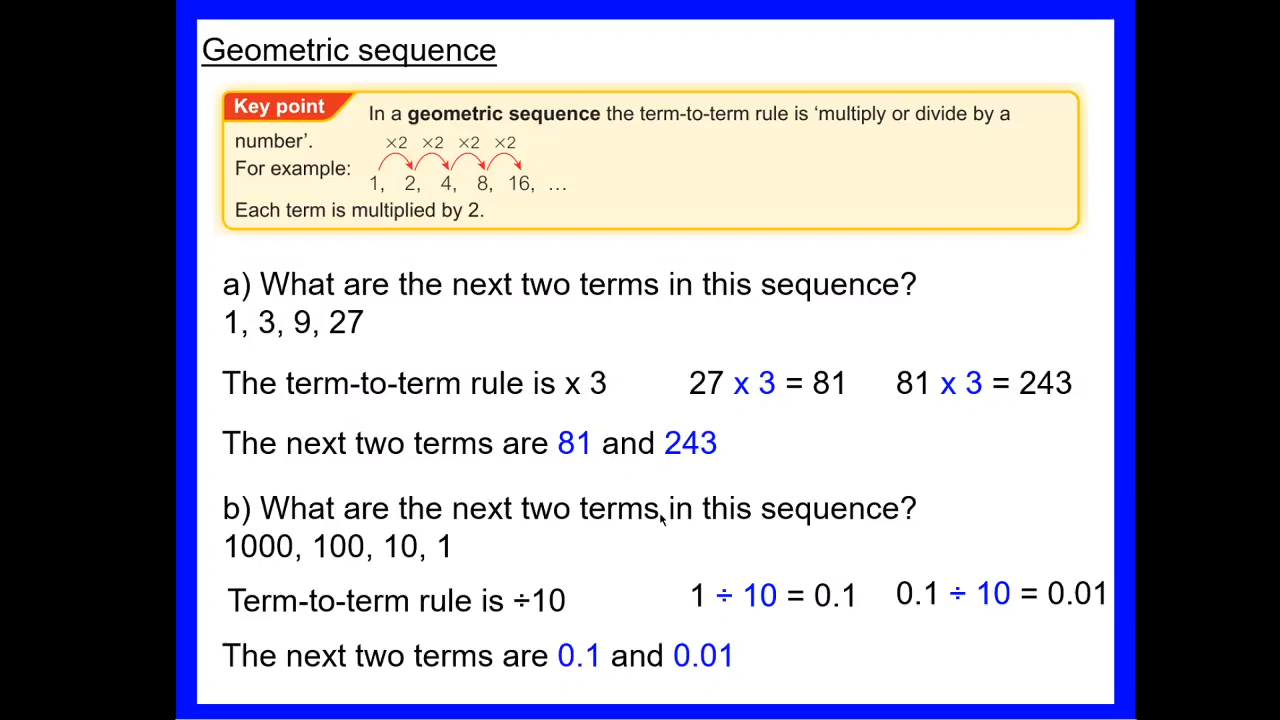 Geometric sequence
Key point
In a geometric sequence the term-to-term rule is ‘multiply or divide by a
number’.
×2 ×2 ×2 ×2
For example:
1, 2, 4, 8, 16, ...
Each term is multiplied by 2.
a) What are the next two terms in this sequence?
1, 3, 9, 27
The term-to-term rule is x 3
27 x 3 = 81
81 x 3 = 243
The next two terms are 81 and 243
b) What are the next two terms in this sequence?
1000, 100, 10, 1
Term-to-term rule is ÷10
1 ÷ 10 = 0.1
0.1 ÷ 10 = 0.01
The next two terms are 0.1 and 0.01